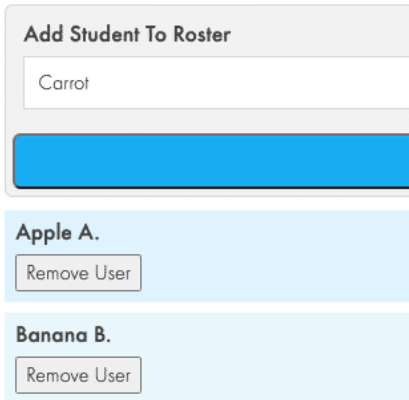 Add Student To Roster
Carrot
Apple A.
Remove User
Banana B.
Remove User